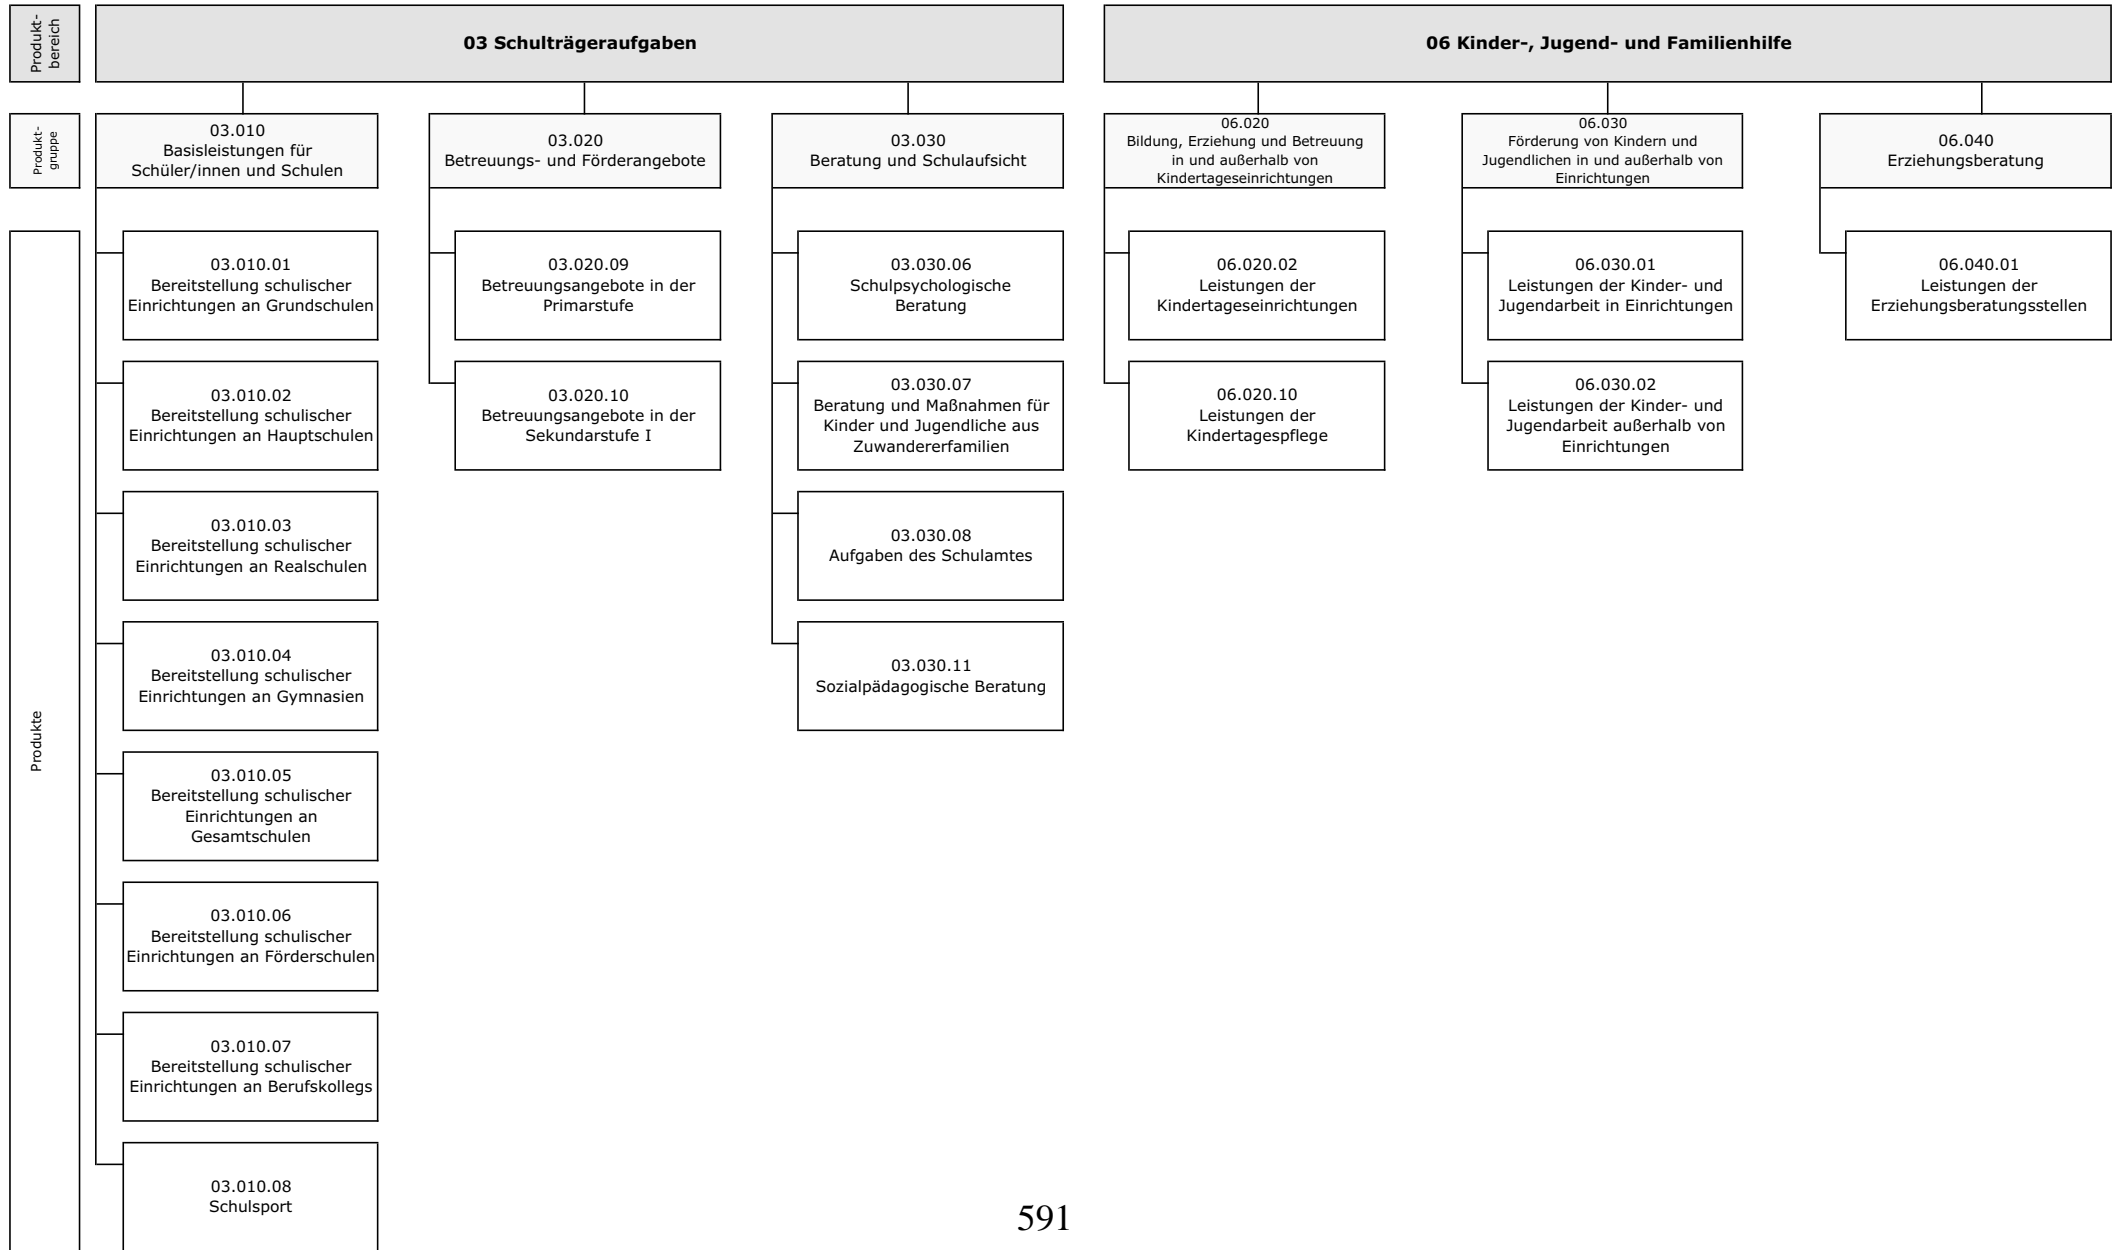 Produkt-
bereich
03 Schulträgeraufgaben
06 Kinder-, Jugend- und Familienhilfe
Produkt-
gruppe
03.010
Basisleistungen für
Schüler/innen und Schulen
03.020
Betreuungs- und Förderangebote
03.030
Beratung und Schulaufsicht
06.020
Bildung, Erziehung und Betreuung
in und außerhalb von
Kindertageseinrichtungen
06.030
Förderung von Kindern und
Jugendlichen in und außerhalb von
Einrichtungen
06.040
Erziehungsberatung
Produkte
03.010.01
Bereitstellung schulischer
Einrichtungen an Grundschulen
03.010.02
Bereitstellung schulischer
Einrichtungen an Hauptschulen
03.010.03
Bereitstellung schulischer
Einrichtungen an Realschulen
03.010.04
Bereitstellung schulischer
Einrichtungen an Gymnasien
03.010.05
Bereitstellung schulischer
Einrichtungen an
Gesamtschulen
03.010.06
Bereitstellung schulischer
Einrichtungen an Förderschulen
03.010.07
Bereitstellung schulischer
Einrichtungen an Berufskollegs
03.010.08
Schulsport
03.020.09
Betreuungsangebote in der
Primarstufe
03.020.10
Betreuungsangebote in der
Sekundarstufe I
03.030.06
Schulpsychologische
Beratung
03.030.07
Beratung und Maßnahmen für
Kinder und Jugendliche aus
Zuwandererfamilien
03.030.08
Aufgaben des Schulamtes
03.030.11
Sozialpädagogische Beratung
06.020.02
Leistungen der
Kindertageseinrichtungen
06.020.10
Leistungen der
Kindertagespflege
06.030.01
Leistungen der Kinder- und
Jugendarbeit in Einrichtungen
06.030.02
Leistungen der Kinder- und
Jugendarbeit außerhalb von
Einrichtungen
06.040.01
Leistungen der
Erziehungsberatungsstellen
591